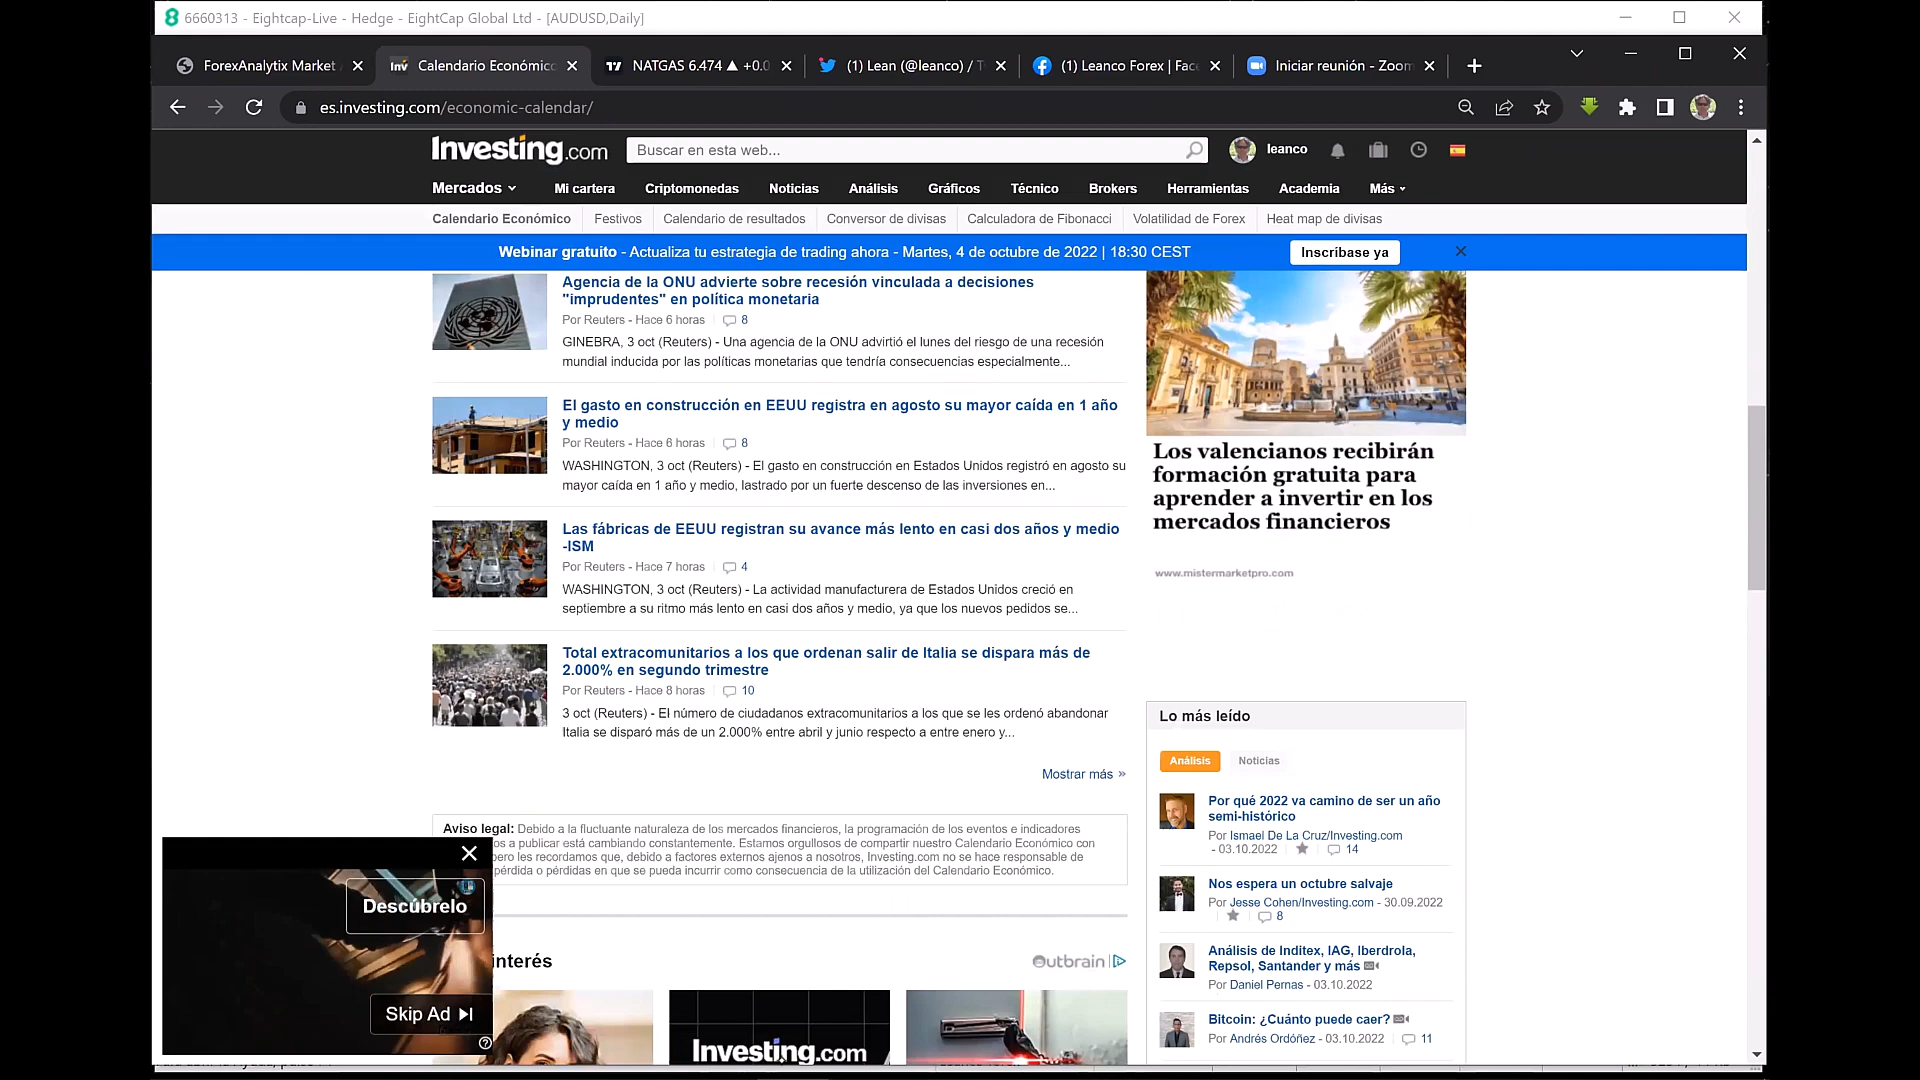 6660313 - Eightcap-Live - Hedge - EightCap Global Ltd - [AUDUSD,Daily]
ForexAnalytix Market
Calendario Económico
NATGAS 6.474 ▲ +0.0
(1) Lean (@leanco) / T
(1) Leanco Forex | Fac
Iniciar reunión - Zoom
es.investing.com/economic-calendar/
Investing.com
Buscar en esta web...
leanco
Mercados
Mi cartera
Criptomonedas
Noticias
Análisis
Gráficos
Técnico
Brokers
Herramientas
Academia
Más
Calendario Económico
Festivos
Calendario de resultados
Conversor de divisas
Calculadora de Fibonacci
Volatilidad de Forex
Heat map de divisas
Webinar gratuito - Actualiza tu estrategia de trading ahora - Martes, 4 de octubre de 2022 | 18:30 CEST
Inscríbase ya
Agencia de la ONU advierte sobre recesión vinculada a decisiones
"imprudentes" en política monetaria
Por Reuters - Hace 6 horas 8
GINEBRA, 3 oct (Reuters) - Una agencia de la ONU advirtió el lunes del riesgo de una recesión
mundial inducida por las políticas monetarias que tendría consecuencias especialmente...
El gasto en construcción en EEUU registra en agosto su mayor caída en 1 año
y medio
Por Reuters - Hace 6 horas 8
WASHINGTON, 3 oct (Reuters) - El gasto en construcción en Estados Unidos registró en agosto su
mayor caída en 1 año y medio, lastrado por un fuerte descenso de las inversiones en...
Las fábricas de EEUU registran su avance más lento en casi dos años y medio
-ISM
Por Reuters - Hace 7 horas 4
WASHINGTON, 3 oct (Reuters) - La actividad manufacturera de Estados Unidos creció en
septiembre a su ritmo más lento en casi dos años y medio, ya que los nuevos pedidos se...
Total extracomunitarios a los que ordenan salir de Italia se dispara más de
2.000% en segundo trimestre
Por Reuters - Hace 8 horas 10
3 oct (Reuters) - El número de ciudadanos extracomunitarios a los que se les ordenó abandonar
Italia se disparó más de un 2.000% entre abril y junio respecto a entre enero y...
Mostrar más »
Aviso legal: Debido a la fluctuante naturaleza de los mercados financieros, la programación de los eventos e indicadores
os a publicar está cambiando constantemente. Estamos orgullosos de compartir nuestro Calendario Económico con
ero les recordamos que, debido a factores externos ajenos a nosotros, Investing.com no se hace responsable de
pérdida o pérdidas en que se pueda incurrir como consecuencia de la utilización del Calendario Económico.
Descúbrelo
Skip Ad
interés
Outbrain
Investing.com
Los valencianos recibirán
formación gratuita para
aprender a invertir en los
mercados financieros
www.mistermarketpro.com
Lo más leído
Análisis
Noticias
Por qué 2022 va camino de ser un año
semi-histórico
Por Ismael De La Cruz/Investing.com
- 03.10.2022 14
Nos espera un octubre salvaje
Por Jesse Cohen/Investing.com - 30.09.2022
8
Análisis de Inditex, IAG, Iberdrola,
Repsol, Santander y más
Por Daniel Pernas - 03.10.2022
Bitcoin: ¿Cuánto puede caer?
Por Andrés Ordóñez - 03.10.2022 11